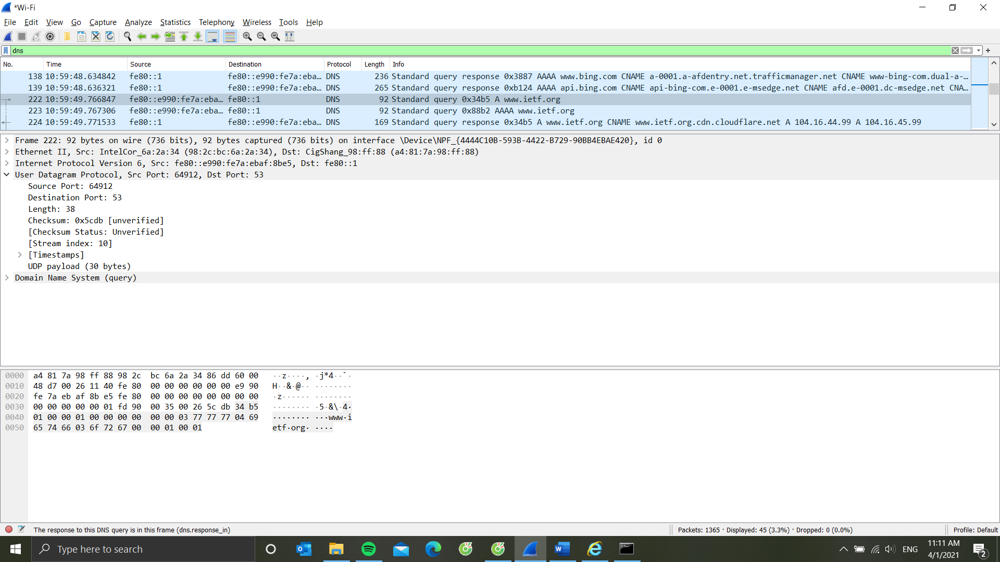 *Wi-Fi
File Edit View Go Capture Analyze Statistics Telephony Wireless Tools Help
dns
No. Time Source Destination Protocol Length Info
138 10:59:48.634842 fe80::1 fe80::e990:fe7a:eba… DNS 236 Standard query response 0x3887 AAAA www.bing.com CNAME a-0001.a-afdentry.net.trafficmanager.net CNAME www-bing-com.dual-a-…
139 10:59:48.636321 fe80::1 fe80::e990:fe7a:eba… DNS 265 Standard query response 0xb124 AAAA api.bing.com CNAME api-bing-com.e-0001.e-msedge.net CNAME afd.e-0001.dc-msedge.net CNA…
222 10:59:49.766847 fe80::e990:fe7a:eba… fe80::1 DNS 92 Standard query 0x34b5 A www.ietf.org
223 10:59:49.767306 fe80::e990:fe7a:eba… fe80::1 DNS 92 Standard query 0x88b2 AAAA www.ietf.org
224 10:59:49.771533 fe80::1 fe80::e990:fe7a:eba… DNS 169 Standard query response 0x34b5 A www.ietf.org CNAME www.ietf.org.cdn.cloudflare.net A 104.16.44.99 A 104.16.45.99
Frame 222: 92 bytes on wire (736 bits), 92 bytes captured (736 bits) on interface \Device\NPF_{4444C10B-593B-4422-B729-90BB4EBAE420}, id 0
Ethernet II, Src: IntelCor_6a:2a:34 (98:2c:bc:6a:2a:34), Dst: CigShang_98:ff:88 (a4:81:7a:98:ff:88)
Internet Protocol Version 6, Src: fe80::e990:fe7a:ebaf:8be5, Dst: fe80::1
User Datagram Protocol, Src Port: 64912, Dst Port: 53
Source Port: 64912
Destination Port: 53
Length: 38
Checksum: 0x5cdb [unverified]
[Checksum Status: Unverified]
[Stream index: 10]
[Timestamps]
UDP payload (30 bytes)
Domain Name System (query)
0000 a4 81 7a 98 ff 88 98 2c bc 6a 2a 34 86 dd 60 00 ··z····, ·j*4··`·
0010 48 d7 00 26 11 40 fe 80 00 00 00 00 00 00 e9 90 H··&·@·· ········
0020 fe 7a eb af 8b e5 fe 80 00 00 00 00 00 00 00 00 ·z······ ········
0030 00 00 00 00 00 01 fd 90 00 35 00 26 5c db 34 b5 ········ ·5·&\·4·
0040 01 00 00 01 00 00 00 00 00 00 03 77 77 77 04 69 ········ ···www·i
0050 65 74 66 03 6f 72 67 00 00 01 00 01 etf·org· ····
The response to this DNS query is in this frame (dns.response_in)
Packets: 1365 · Displayed: 45 (3.3%) · Dropped: 0 (0.0%)
Profile: Default
Type here to search
ENG
11:11 AM
4/1/2021
2